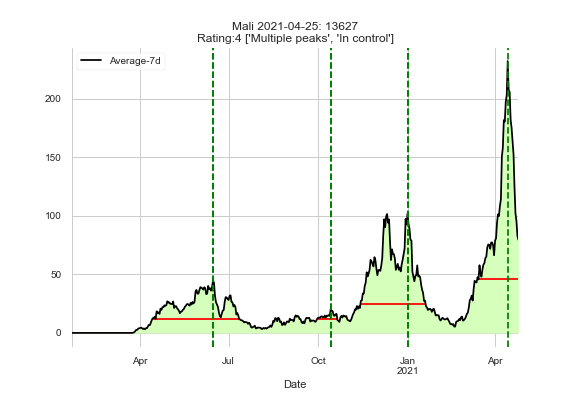 Mali 2021-04-25: 13627
Rating:4 ['Multiple peaks', 'In control']
Average-7d
200
150
100
50
0
Apr
Jul
Oct
Jan
2021
Apr
Date